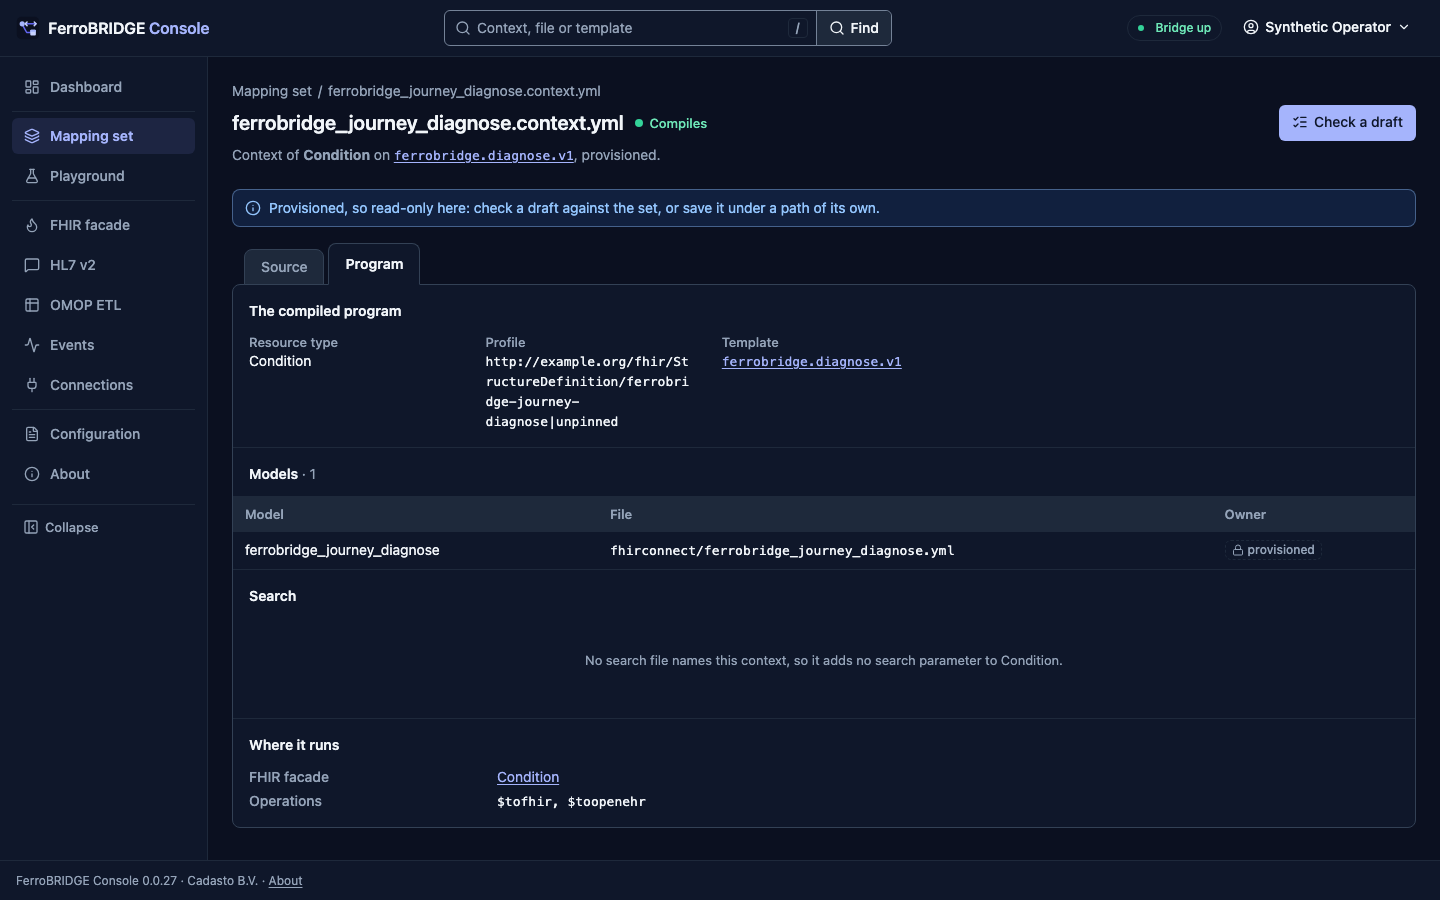 FerroBRIDGE Console
Context, file or template
/
Find
Bridge up
Synthetic Operator
Dashboard
Mapping set
Playground
FHIR facade
HL7 v2
OMOP ETL
Events
Connections
Configuration
About
Collapse
Mapping set / ferrobridge_journey_diagnose.context.yml
ferrobridge_journey_diagnose.context.yml
Compiles
Check a draft
Context of Condition on ferrobridge.diagnose.v1, provisioned.
Provisioned, so read-only here: check a draft against the set, or save it under a path of its own.
Source
Program
The compiled program
Resource type
Condition
Profile
http://example.org/fhir/St
ructureDefinition/ferrobri
dge-journey-
diagnose|unpinned
Template
ferrobridge.diagnose.v1
Models · 1
Model
File
Owner
ferrobridge_journey_diagnose
fhirconnect/ferrobridge_journey_diagnose.yml
provisioned
Search
No search file names this context, so it adds no search parameter to Condition.
Where it runs
FHIR facade
Condition
Operations
$tofhir, $toopenehr
FerroBRIDGE Console 0.0.27 · Cadasto B.V. · About